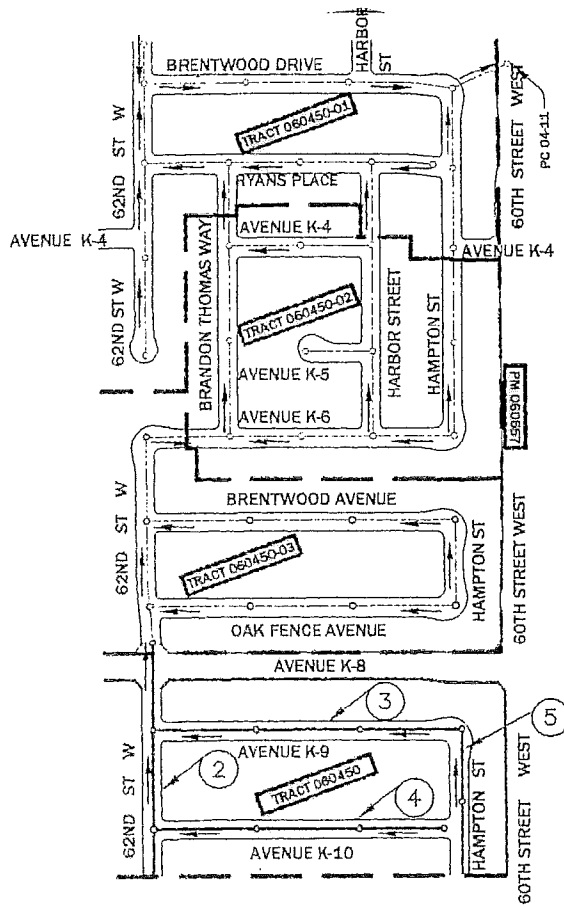 HARBOR ST
BRENTWOOD DRIVE
TRACT 060450-01
62ND ST W
60TH STREET WEST
PC 04-11
RYANS PLACE
AVENUE K-4
AVENUE K-4
AVENUE K-4
62ND ST W
BRANDON THOMAS WAY
TRACT 060450-02
HARBOR STREET
HAMPTON ST
AVENUE K-5
AVENUE K-6
PM 060657
BRENTWOOD AVENUE
62ND ST W
TRACT 060450-03
HAMPTON ST
60TH STREET WEST
OAK FENCE AVENUE
AVENUE K-8
3
5
AVENUE K-9
2
TRACT 060450
4
62ND ST W
HAMPTON ST
60TH STREET WEST
AVENUE K-10